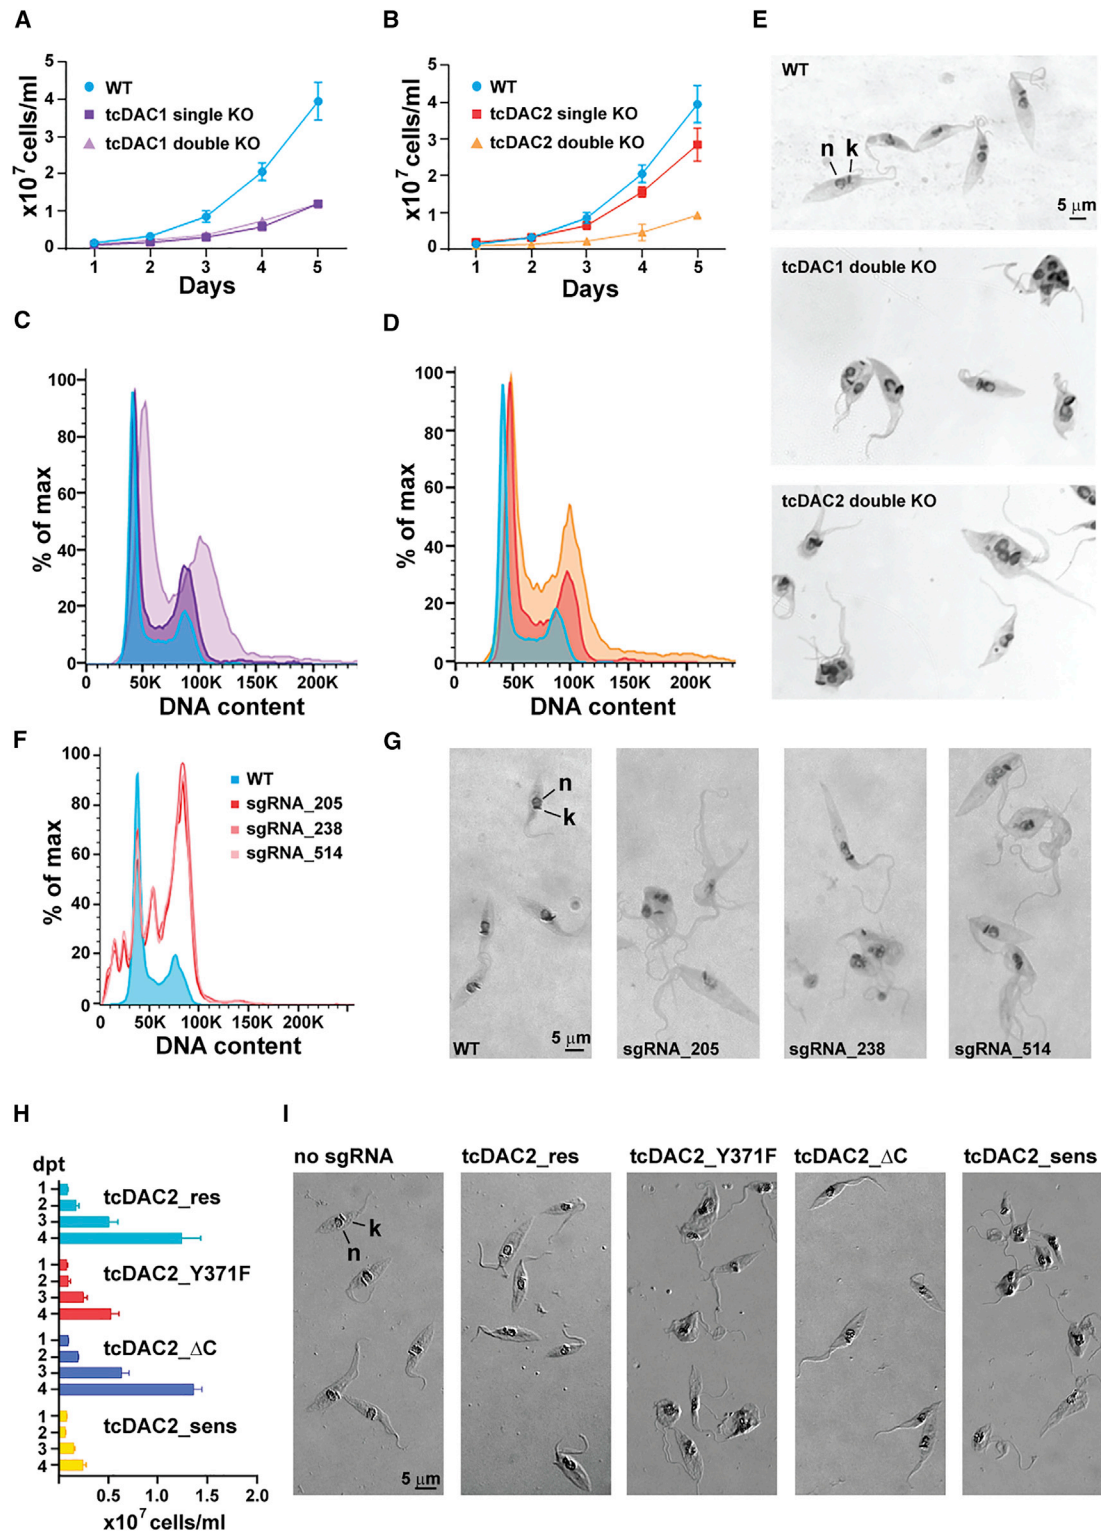 A
x10⁷ cells/ml
5
4
3
2
1
0
WT
tcDAC1 single KO
tcDAC1 double KO
1 2 3 4 5
Days
B
x10⁷ cells/ml
5
4
3
2
1
0
WT
tcDAC2 single KO
tcDAC2 double KO
1 2 3 4 5
Days
C
% of max
100
80
60
40
20
0
0 50K 100K 150K 200K
DNA content
D
% of max
100
80
60
40
20
0
0 50K 100K 150K 200K
DNA content
E
WT
n k
5 µm
tcDAC1 double KO
tcDAC2 double KO
F
% of max
100
80
60
40
20
0
WT
sgRNA_205
sgRNA_238
sgRNA_514
0 50K 100K 150K 200K
DNA content
G
n
k
5 µm
WT
sgRNA_205
sgRNA_238
sgRNA_514
H
dpt
1
2
3
4
tcDAC2_res
1
2
3
4
tcDAC2_Y371F
1
2
3
4
tcDAC2_ΔC
1
2
3
4
tcDAC2_sens
0.5 1.0 1.5 2.0
x10⁷ cells/ml
I
no sgRNA
k
n
5 µm
tcDAC2_res
tcDAC2_Y371F
tcDAC2_ΔC
tcDAC2_sens